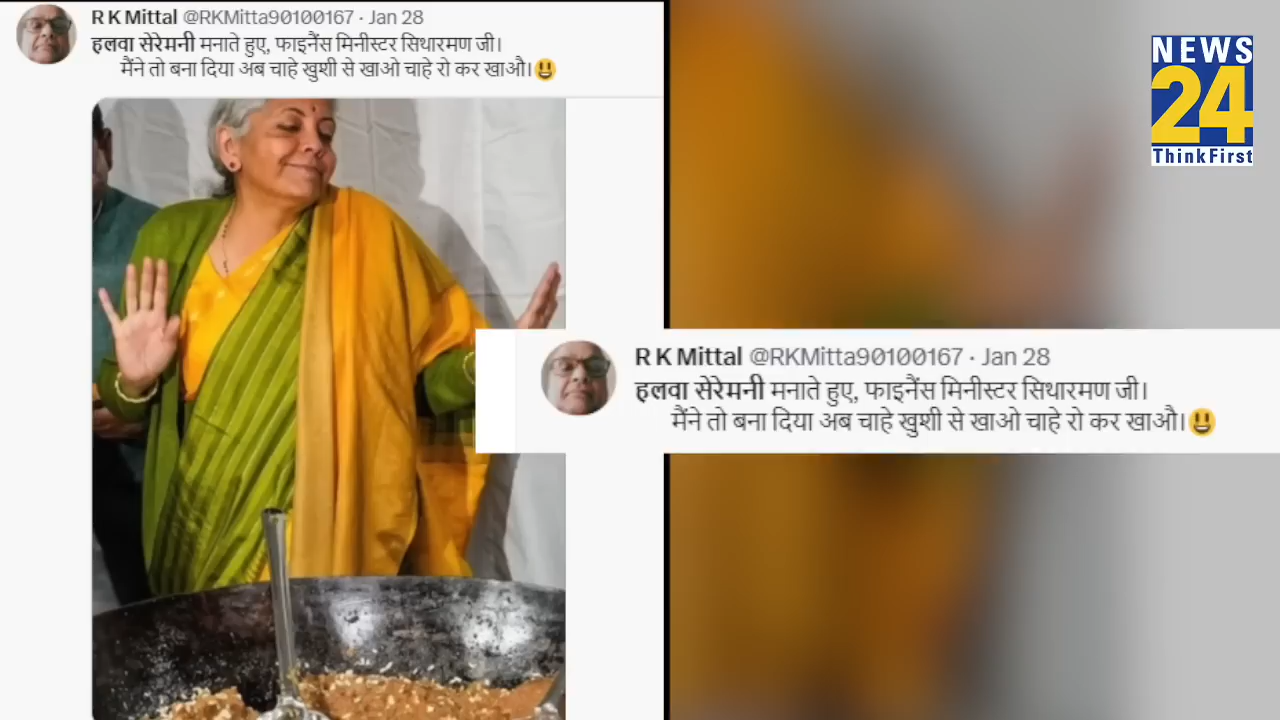 R K Mittal @RKMitta90100167 · Jan 28
हलवा सेरेमनी मनाते हुए, फाइनैंस मिनीस्टर सिथारमण जी।
मैंने तो बना दिया अब चाहे खुशी से खाओ चाहे रो कर खाऔ।😃
NEWS
24
ThinkFirst
R K Mittal @RKMitta90100167 · Jan 28
हलवा सेरेमनी मनाते हुए, फाइनैंस मिनीस्टर सिथारमण जी।
मैंने तो बना दिया अब चाहे खुशी से खाओ चाहे रो कर खाऔ।😃